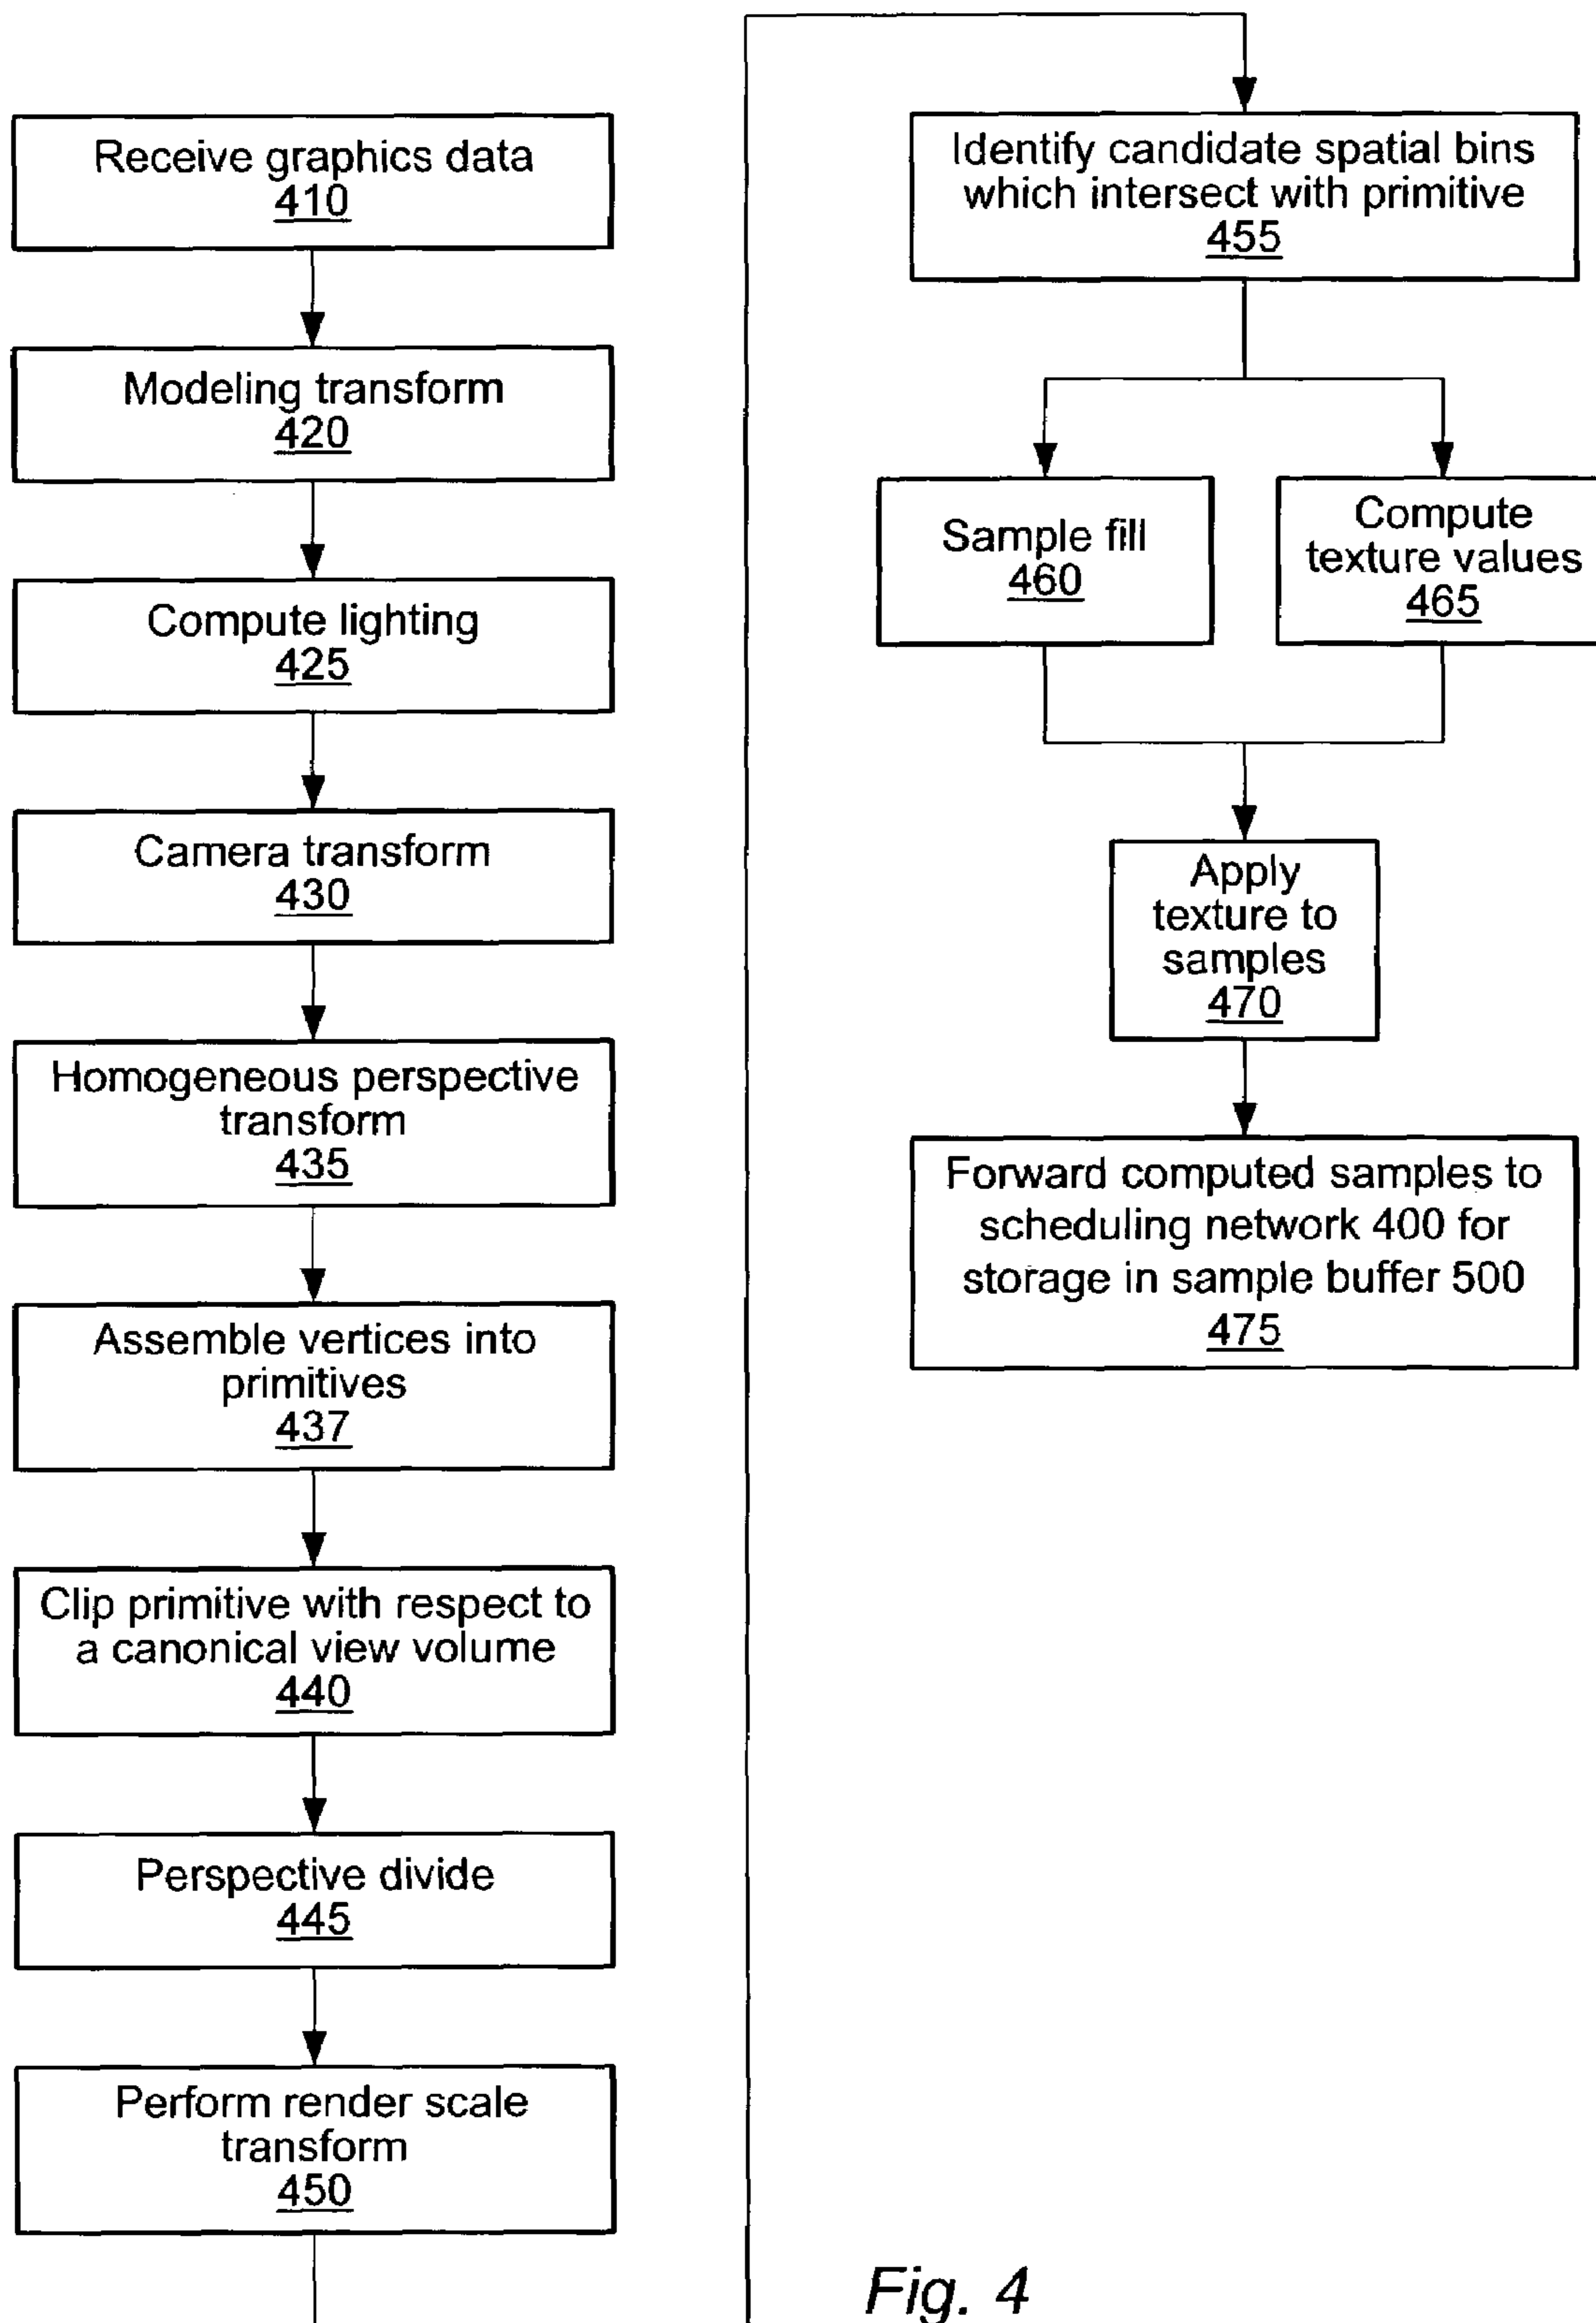 Receive graphics data
410
Modeling transform
420
Compute lighting
425
Camera transform
430
Homogeneous perspective
transform
435
Assemble vertices into
primitives
437
Clip primitive with respect to
a canonical view volume
440
Perspective divide
445
Perform render scale
transform
450
Identify candidate spatial bins
which intersect with primitive
455
Sample fill
460
Compute
texture values
465
Apply
texture to
samples
470
Forward computed samples to
scheduling network 400 for
storage in sample buffer 500
475
Fig. 4